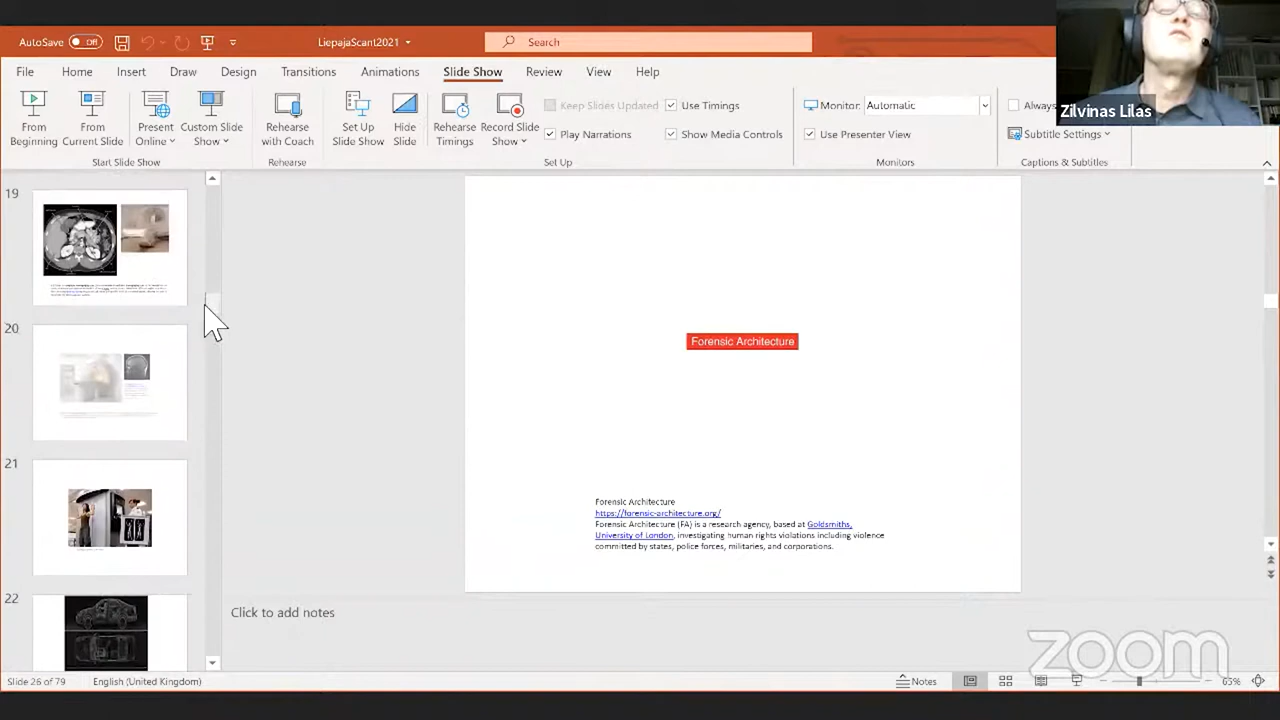 AutoSave Off
LiepajaScant2021
Search
File Home Insert Draw Design Transitions Animations Slide Show Review View Help
From Beginning
From Current Slide
Present Online
Custom Slide Show
Start Slide Show
Rehearse with Coach
Rehearse
Set Up Slide Show
Hide Slide
Rehearse Timings
Record Slide Show
Keep Slides Updated
Play Narrations
Use Timings
Show Media Controls
Set Up
Monitor: Automatic
Use Presenter View
Monitors
Always
Subtitle Settings
Captions & Subtitles
Zilvinas Lilas
19
20
21
22
Forensic Architecture
Forensic Architecture
https://forensic-architecture.org/
Forensic Architecture (FA) is a research agency, based at Goldsmiths,
University of London, investigating human rights violations including violence
committed by states, police forces, militaries, and corporations.
Click to add notes
zoom
Slide 26 of 79 English (United Kingdom) Notes 65%